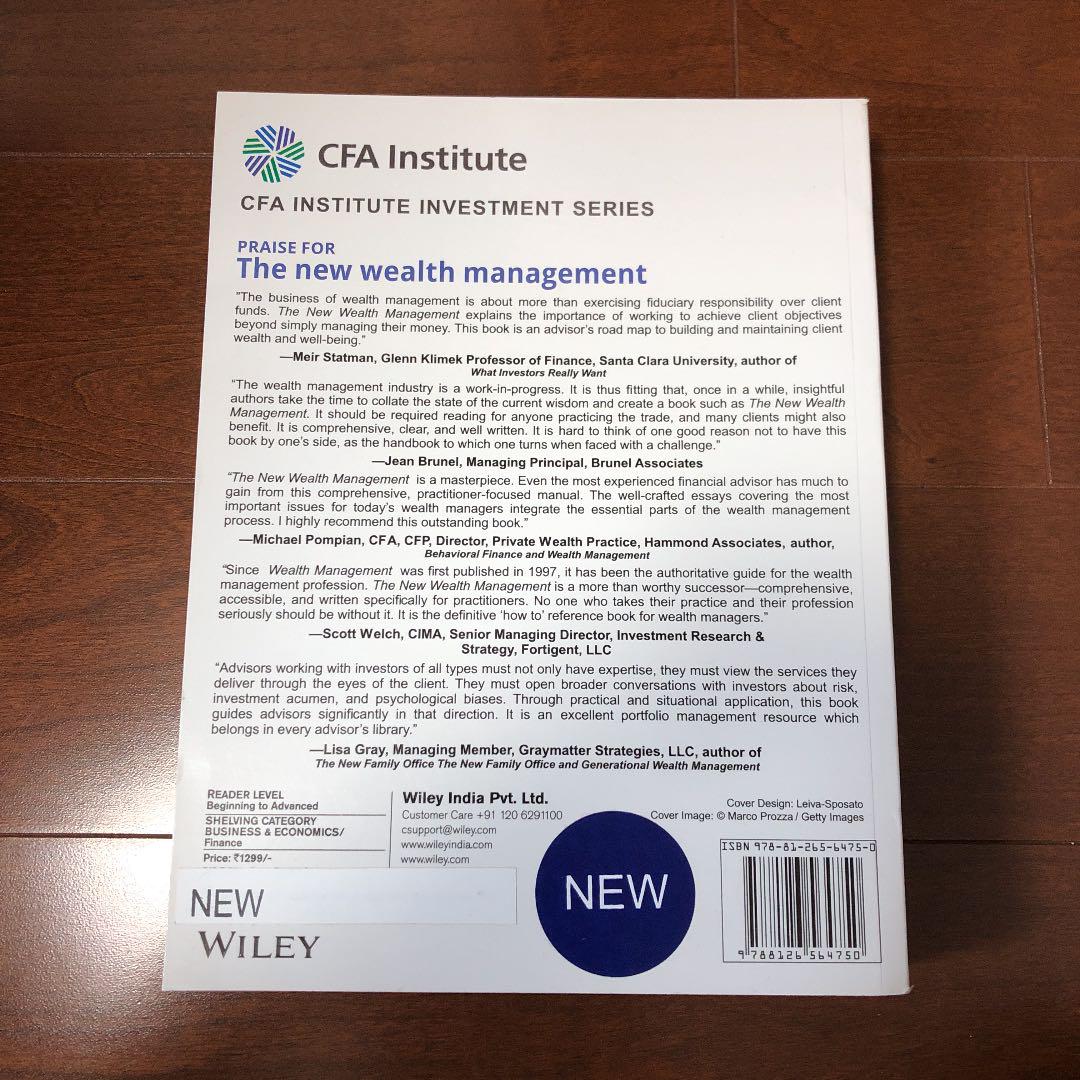 CFA Institute
CFA INSTITUTE INVESTMENT SERIES
PRAISE FOR
The new wealth management
"The business of wealth management is about more than exercising fiduciary responsibility over client
funds. The New Wealth Management explains the importance of working to achieve client objectives
beyond simply managing their money. This book is an advisor's road map to building and maintaining client
wealth and well-being."
—Meir Statman, Glenn Klimek Professor of Finance, Santa Clara University, author of
What Investors Really Want
"The wealth management industry is a work-in-progress. It is thus fitting that, once in a while, insightful
authors take the time to collate the state of the current wisdom and create a book such as The New Wealth
Management. It should be required reading for anyone practicing the trade, and many clients might also
benefit. It is comprehensive, clear, and well written. It is hard to think of one good reason not to have this
book by one's side, as the handbook to which one turns when faced with a challenge."
—Jean Brunel, Managing Principal, Brunel Associates
"The New Wealth Management is a masterpiece. Even the most experienced financial advisor has much to
gain from this comprehensive, practitioner-focused manual. The well-crafted essays covering the most
important issues for today's wealth managers integrate the essential parts of the wealth management
process. I highly recommend this outstanding book."
—Michael Pompian, CFA, CFP, Director, Private Wealth Practice, Hammond Associates, author,
Behavioral Finance and Wealth Management
"Since Wealth Management was first published in 1997, it has been the authoritative guide for the wealth
management profession. The New Wealth Management is a more than worthy successor—comprehensive,
accessible, and written specifically for practitioners. No one who takes their practice and their profession
seriously should be without it. It is the definitive 'how to' reference book for wealth managers."
—Scott Welch, CIMA, Senior Managing Director, Investment Research &
Strategy, Fortigent, LLC
"Advisors working with investors of all types must not only have expertise, they must view the services they
deliver through the eyes of the client. They must open broader conversations with investors about risk,
investment acumen, and psychological biases. Through practical and situational application, this book
guides advisors significantly in that direction. It is an excellent portfolio management resource which
belongs in every advisor's library."
—Lisa Gray, Managing Member, Graymatter Strategies, LLC, author of
The New Family Office The New Family Office and Generational Wealth Management
READER LEVEL
Beginning to Advanced
SHELVING CATEGORY
BUSINESS & ECONOMICS/
Finance
Price: ₹1299/-
Wiley India Pvt. Ltd.
Customer Care +91 120 6291100
csupport@wiley.com
www.wileyindia.com
www.wiley.com
Cover Design: Leiva-Sposato
Cover Image: © Marco Prozza / Getty Images
NEW
WILEY
NEW
ISBN 978-81-265-6475-0
9 788126 564750